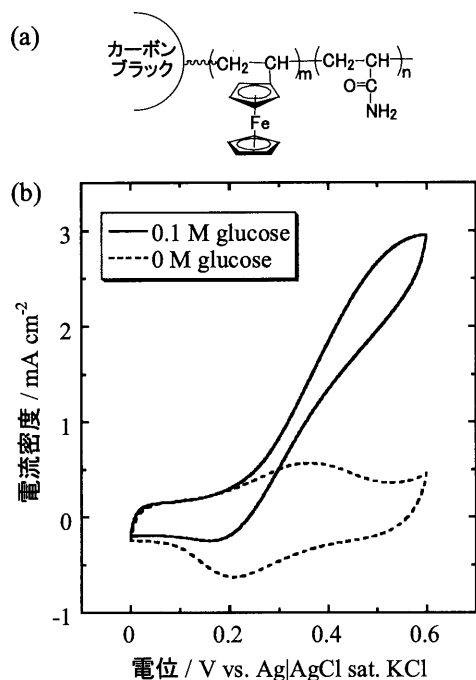 (a)
カーボン
ブラック
CH₂—CH
m
CH₂—CH
n
O=C
NH₂
Fe
(b)
0.1 M glucose
0 M glucose
3
2
1
0
-1
電流密度 / mA cm⁻²
0
0.2
0.4
0.6
電位 / V vs. Ag|AgCl sat. KCl